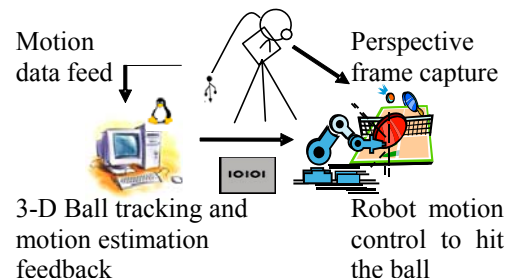 Motion
data feed
Perspective
frame capture
IOIOI
3-D Ball tracking and
motion estimation
feedback
Robot motion
control to hit
the ball